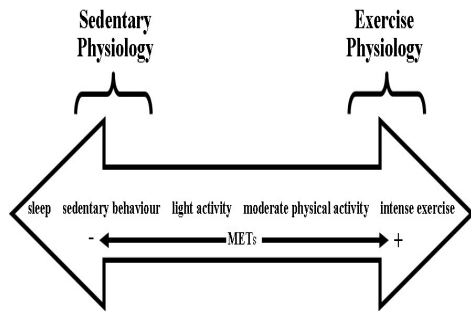 Sedentary Physiology
Exercise Physiology
sleep sedentary behaviour light activity moderate physical activity intense exercise
- METs +